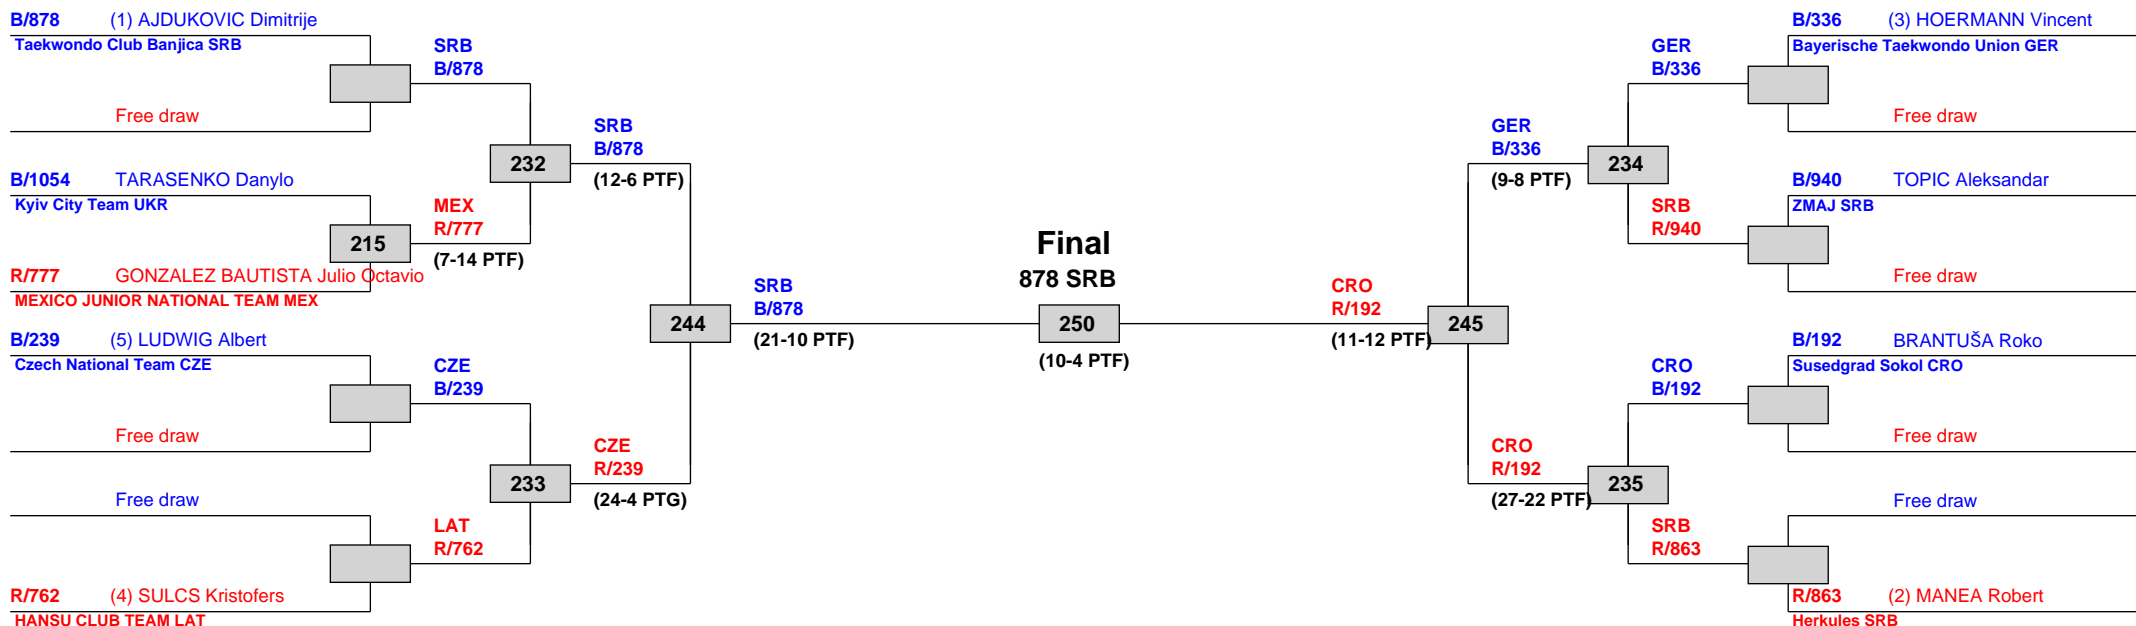 B/878 (1) AJDUKOVIC Dimitrije
Taekwondo Club Banjica SRB
Free draw
B/1054 TARASENKO Danylo
Kyiv City Team UKR
215
R/777 GONZALEZ BAUTISTA Julio Octavio
MEXICO JUNIOR NATIONAL TEAM MEX
B/239 (5) LUDWIG Albert
Czech National Team CZE
Free draw
Free draw
R/762 (4) SULCS Kristofers
HANSU CLUB TEAM LAT
SRB
B/878
232
MEX
R/777
(7-14 PTF)
CZE
B/239
233
LAT
R/762
SRB
B/878
(12-6 PTF)
244
CZE
R/239
(24-4 PTG)
SRB
B/878
(21-10 PTF)
Final
878 SRB
250
(10-4 PTF)
CRO
R/192
(11-12 PTF)
245
GER
B/336
(9-8 PTF)
CRO
R/192
(27-22 PTF)
GER
B/336
234
SRB
R/940
CRO
B/192
235
SRB
R/863
B/336 (3) HOERMANN Vincent
Bayerische Taekwondo Union GER
Free draw
B/940 TOPIC Aleksandar
ZMAJ SRB
Free draw
B/192 BRANTUŠA Roko
Susedgrad Sokol CRO
Free draw
Free draw
R/863 (2) MANEA Robert
Herkules SRB